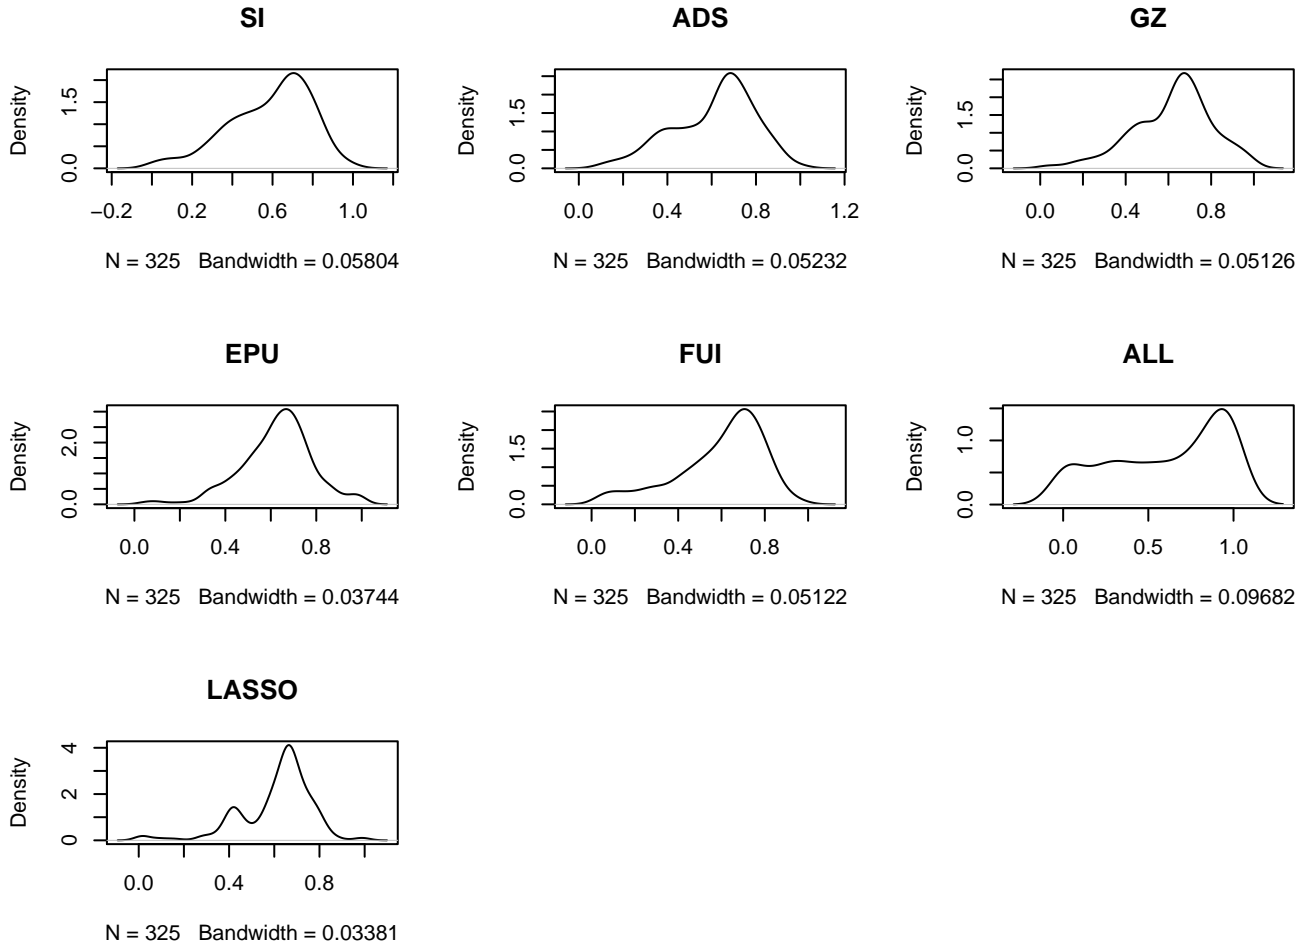 SI
Density
0.0 1.5
−0.2 0.2 0.6 1.0
N = 325 Bandwidth = 0.05804
ADS
Density
0.0 1.5
0.0 0.4 0.8 1.2
N = 325 Bandwidth = 0.05232
GZ
Density
0.0 1.5
0.0 0.4 0.8
N = 325 Bandwidth = 0.05126
EPU
Density
0.0 2.0
0.0 0.4 0.8
N = 325 Bandwidth = 0.03744
FUI
Density
0.0 1.5
0.0 0.4 0.8
N = 325 Bandwidth = 0.05122
ALL
Density
0.0 1.0
0.0 0.5 1.0
N = 325 Bandwidth = 0.09682
LASSO
Density
0 2 4
0.0 0.4 0.8
N = 325 Bandwidth = 0.03381